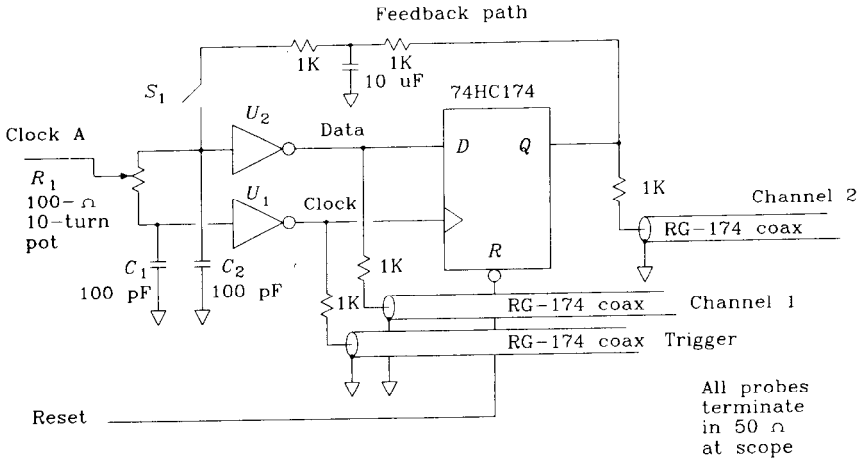 Feedback path
1K
1K
10 uF
S₁
74HC174
U₂
Data
Clock A
D
Q
R₁
100-Ω
10-turn
pot
U₁
Clock
1K
Channel 2
RG-174 coax
C₁
100 pF
C₂
100 pF
R
1K
1K
RG-174 coax
Channel 1
RG-174 coax
Trigger
Reset
All probes
terminate
in 50 Ω
at scope